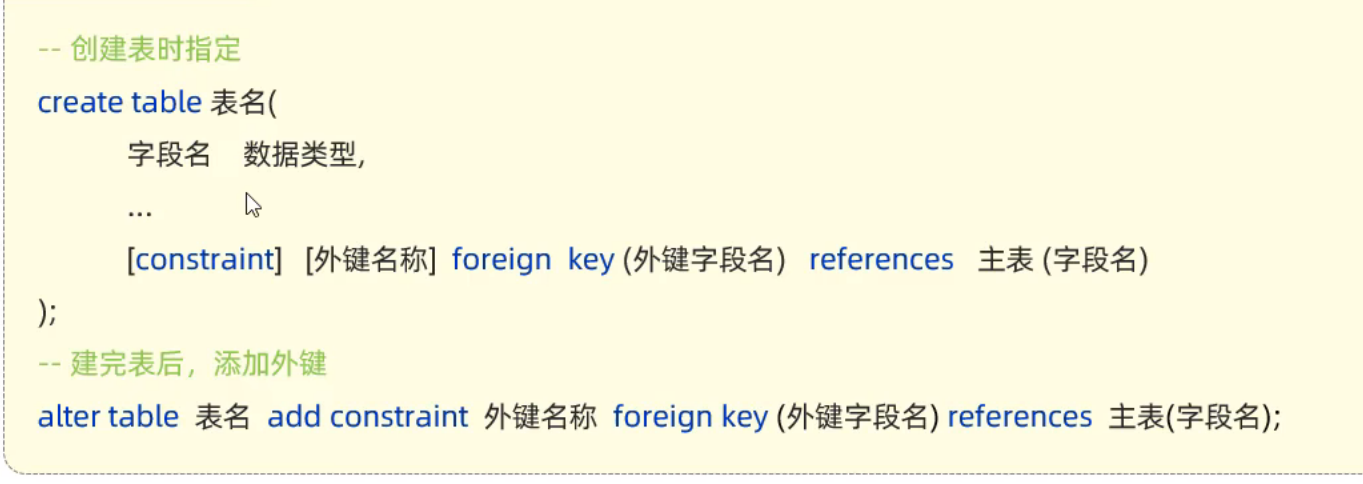 -- 创建表时指定
create table 表名(
字段名 数据类型,
...
[constraint] [外键名称] foreign key (外键字段名) references 主表 (字段名)
);
-- 建完表后，添加外键
alter table 表名 add constraint 外键名称 foreign key (外键字段名) references 主表(字段名);